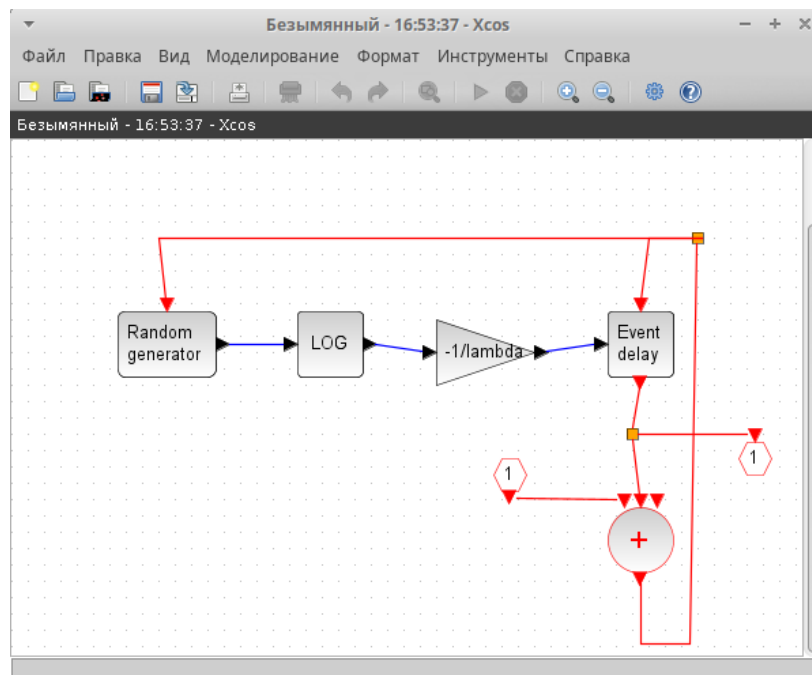 Безымянный - 16:53:37 - Xcos
Файл Правка Вид Моделирование Формат Инструменты Справка
Безымянный - 16:53:37 - Xcos
Random
generator
LOG
-1/lambda
Event
delay
1
1
+